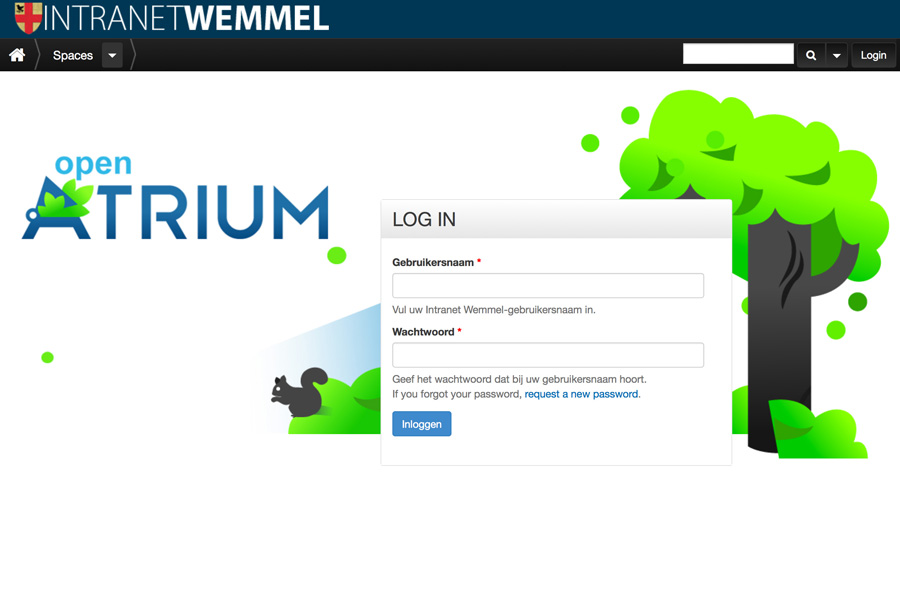 INTRANETWEMMEL
Spaces
Login
open
ATRIUM
LOG IN
Gebruikersnaam *
Vul uw Intranet Wemmel-gebruikersnaam in.
Wachtwoord *
Geef het wachtwoord dat bij uw gebruikersnaam hoort.
If you forgot your password, request a new password.
Inloggen